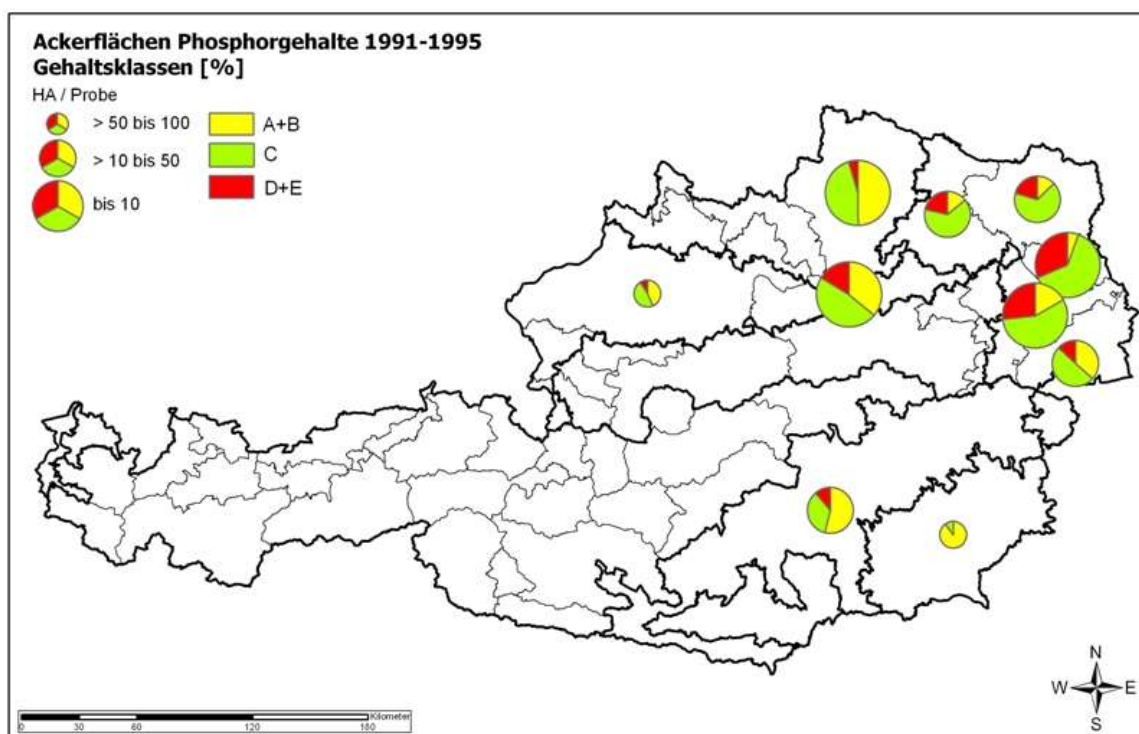 Ackerflächen Phosphorgehalte 1991-1995
Gehaltsklassen [%]
HA / Probe
> 50 bis 100
A+B
> 10 bis 50
C
bis 10
D+E
N
W E
S
Kilometer
0 30 60 120 180